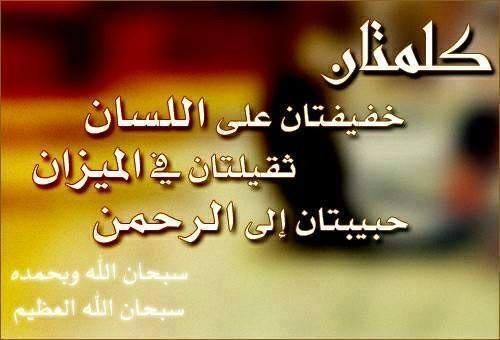 كلمتان
خفيفتان على اللسان
ثقيلتان في الميزان
حبيبتان إلى الرحمن
سبحان الله وبحمده
سبحان الله العظيم